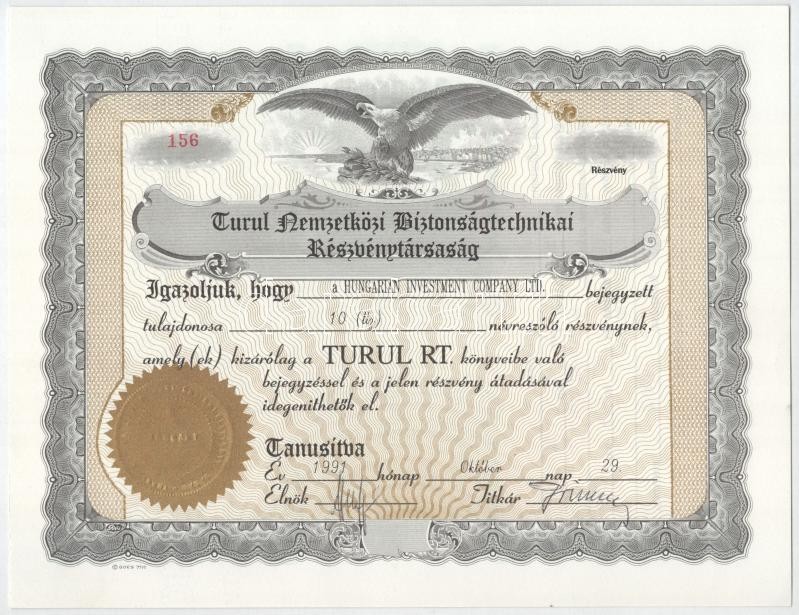 156
Részvény
Turul Nemzetközi Biztonságtechnikai
Részvénytársaság
Igazoljuk, hogy a HUNGARIAN INVESTMENT COMPANY LTD. bejegyzett
tulajdonosa 10 (tíz) névreszóló részvénynek,
amely(ek) kizárólag a TURUL RT. könyveibe való
bejegyzéssel és a jelen részvény átadásával
idegenithetők el.
Tanusitva
Év 1991 hónap Október nap 29.
Elnök Titkár
© GOES